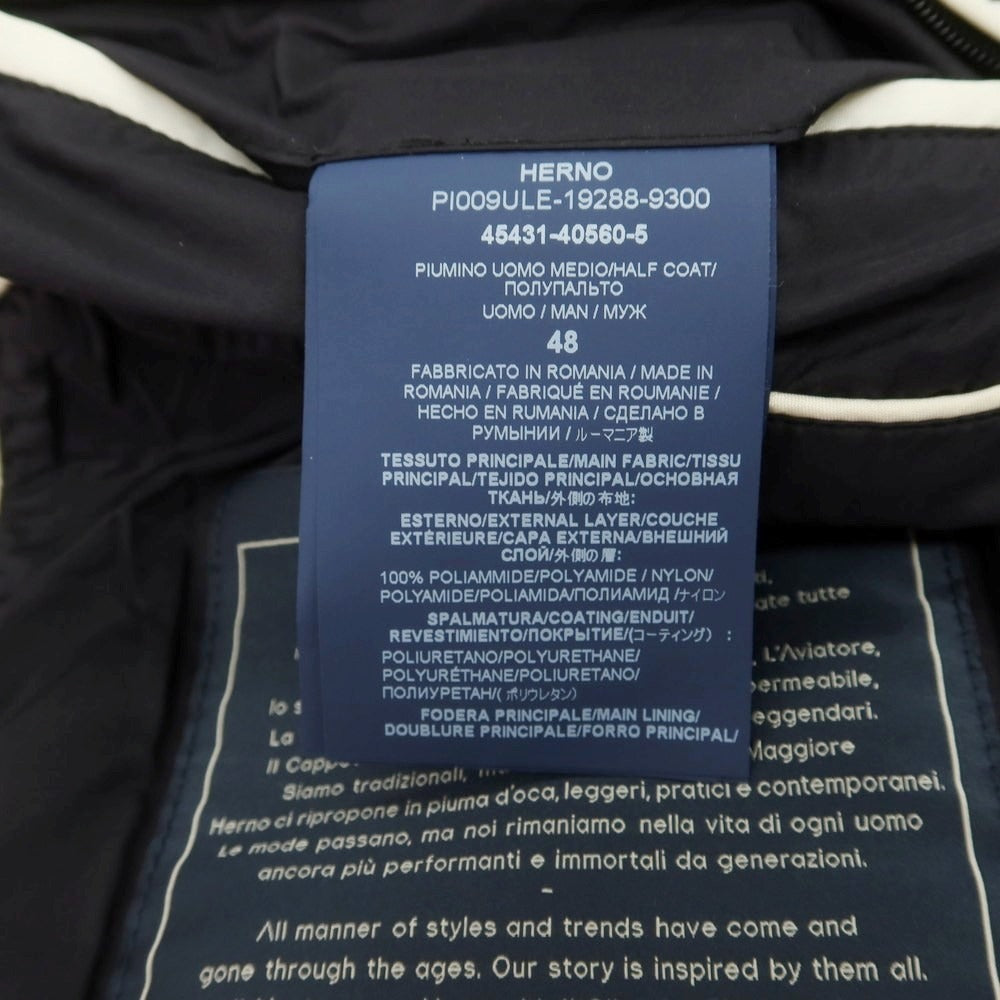 HERNO
PI009ULE-19288-9300
45431-40560-5
PIUMINO UOMO MEDIO/HALF COAT/
ПОЛУПАЛЬТО
UOMO / MAN / МУЖ
48
FABBRICATO IN ROMANIA / MADE IN
ROMANIA / FABRIQUÉ EN ROUMANIE /
HECHO EN RUMANIA / СДЕЛАНО В
РУМЫНИИ / ルーマニア製
TESSUTO PRINCIPALE/MAIN FABRIC/TISSU
PRINCIPAL/TEJIDO PRINCIPAL/ОСНОВНАЯ
ТКАНЬ/外側の布地:
ESTERNO/EXTERNAL LAYER/COUCHE
EXTÉRIEURE/CAPA EXTERNA/ВНЕШНИЙ
СЛОЙ/外側の層:
100% POLIAMMIDE/POLYAMIDE / NYLON/
POLYAMIDE/POLIAMIDA/ПОЛИАМИД /ナイロン
SPALMATURA/COATING/ENDUIT/
REVESTIMIENTO/ПОКРЫТИЕ/(コーティング) :
POLIURETANO/POLYURETHANE/
POLYURÉTHANE/POLIURETANO/
ПОЛИУРЕТАН/( ポリウレタン)
FODERA PRINCIPALE/MAIN LINING/
DOUBLURE PRINCIPALE/FORRO PRINCIPAL/
tutte
L'Aviatore,
Io
La
Il
Maggiore
Siamo tradizionali,
Herno ci ripropone in piuma d'oca, leggeri, pratici e contemporanei.
Le mode passano, ma noi rimaniamo nella vita di ogni uomo
ancora più performanti e immortali da generazioni.
-
All manner of styles and trends have come and
gone through the ages. Our story is inspired by them all.